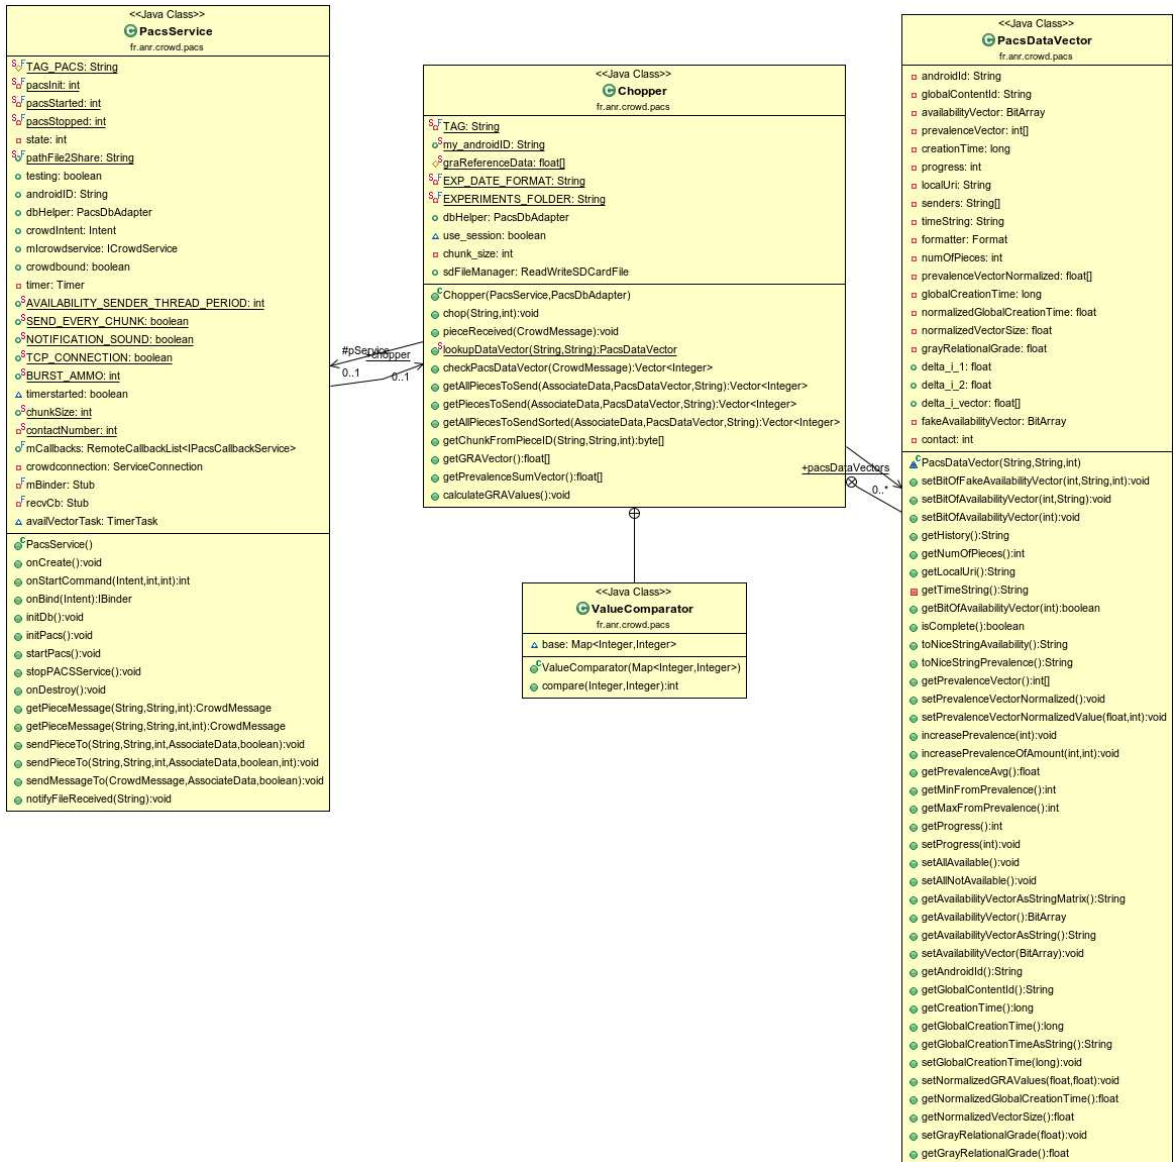 <<Java Class>>
PacsService
fr.anr.crowd.pacs
TAG_PACS: String
pacsInit: int
pacsStarted: int
pacsStopped: int
state: int
pathFile2Share: String
testing: boolean
androidID: String
dbHelper: PacsDbAdapter
crowdIntent: Intent
mIcrowdservice: ICrowdService
crowdbound: boolean
timer: Timer
AVAILABILITY_SENDER_THREAD_PERIOD: int
SEND_EVERY_CHUNK: boolean
NOTIFICATION_SOUND: boolean
TCP_CONNECTION: boolean
BURST_AMMO: int
timerstarted: boolean
chunkSize: int
contactNumber: int
mCallbacks: RemoteCallbackList<IPacsCallbackService>
crowdconnection: ServiceConnection
mBinder: Stub
recvCb: Stub
availVectorTask: TimerTask
PacsService()
onCreate():void
onStartCommand(Intent,int,int):int
onBind(Intent):IBinder
initDb():void
initPacs():void
startPacs():void
stopPACSService():void
onDestroy():void
getPieceMessage(String,String,int):CrowdMessage
getPieceMessage(String,String,int,int):CrowdMessage
sendPieceTo(String,String,int,AssociateData,boolean):void
sendPieceTo(String,String,int,AssociateData,boolean,int):void
sendMessageTo(CrowdMessage,AssociateData,boolean):void
notifyFileReceived(String):void
#pService
+chopper
0..1
0..1
<<Java Class>>
Chopper
fr.anr.crowd.pacs
TAG: String
my_androidID: String
graReferenceData: float[]
EXP_DATE_FORMAT: String
EXPERIMENTS_FOLDER: String
dbHelper: PacsDbAdapter
use_session: boolean
chunk_size: int
sdFileManager: ReadWriteSDCardFile
Chopper(PacsService,PacsDbAdapter)
chop(String,int):void
pieceReceived(CrowdMessage):void
lookupDataVector(String,String):PacsDataVector
checkPacsDataVector(CrowdMessage):Vector<Integer>
getAllPiecesToSend(AssociateData,PacsDataVector,String):Vector<Integer>
getPiecesToSend(AssociateData,PacsDataVector,String):Vector<Integer>
getAllPiecesToSendSorted(AssociateData,PacsDataVector,String):Vector<Integer>
getChunkFromPieceID(String,String,int):byte[]
getGRAVector():float[]
getPrevalenceSumVector():float[]
calculateGRAValues():void
+pacsDataVectors
0..*
<<Java Class>>
ValueComparator
fr.anr.crowd.pacs
base: Map<Integer,Integer>
ValueComparator(Map<Integer,Integer>)
compare(Integer,Integer):int
<<Java Class>>
PacsDataVector
fr.anr.crowd.pacs
androidId: String
globalContentId: String
availabilityVector: BitArray
prevalenceVector: int[]
creationTime: long
progress: int
localUri: String
senders: String[]
timeString: String
formatter: Format
numOfPieces: int
prevalenceVectorNormalized: float[]
globalCreationTime: long
normalizedGlobalCreationTime: float
normalizedVectorSize: float
grayRelationalGrade: float
delta_i_1: float
delta_i_2: float
delta_i_vector: float[]
fakeAvailabilityVector: BitArray
contact: int
PacsDataVector(String,String,int)
setBitOfFakeAvailabilityVector(int,String,int):void
setBitOfAvailabilityVector(int,String):void
setBitOfAvailabilityVector(int):void
getHistory():String
getNumOfPieces():int
getLocalUri():String
getTimeString():String
getBitOfAvailabilityVector(int):boolean
isComplete():boolean
toNiceStringAvailability():String
toNiceStringPrevalence():String
getPrevalenceVector():int[]
setPrevalenceVectorNormalized():void
setPrevalenceVectorNormalizedValue(float,int):void
increasePrevalence(int):void
increasePrevalenceOfAmount(int,int):void
getPrevalenceAvg():float
getMinFromPrevalence():int
getMaxFromPrevalence():int
getProgress():int
setProgress(int):void
setAllAvailable():void
setAllNotAvailable():void
getAvailabilityVectorAsStringMatrix():String
getAvailabilityVector():BitArray
getAvailabilityVectorAsString():String
setAvailabilityVector(BitArray):void
getAndroidId():String
getGlobalContentId():String
getCreationTime():long
getGlobalCreationTime():long
getGlobalCreationTimeAsString():String
setGlobalCreationTime(long):void
setNormalizedGRAValues(float,float):void
getNormalizedGlobalCreationTime():float
getNormalizedVectorSize():float
setGrayRelationalGrade(float):void
getGrayRelationalGrade():float